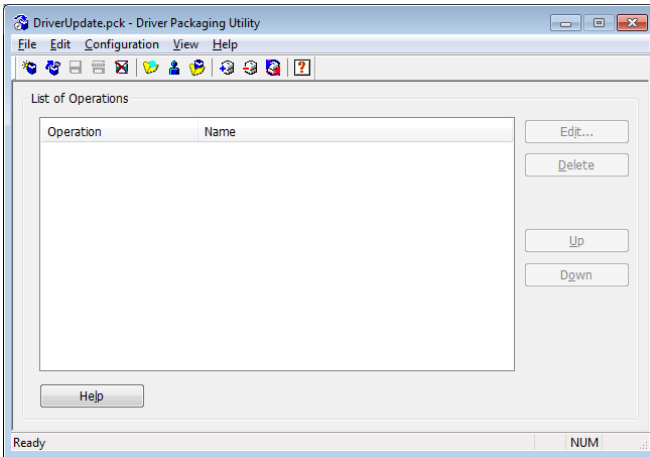 DriverUpdate.pck - Driver Packaging Utility
File Edit Configuration View Help
?
List of Operations
Operation Name
Edit...
Delete
Up
Down
Help
Ready NUM